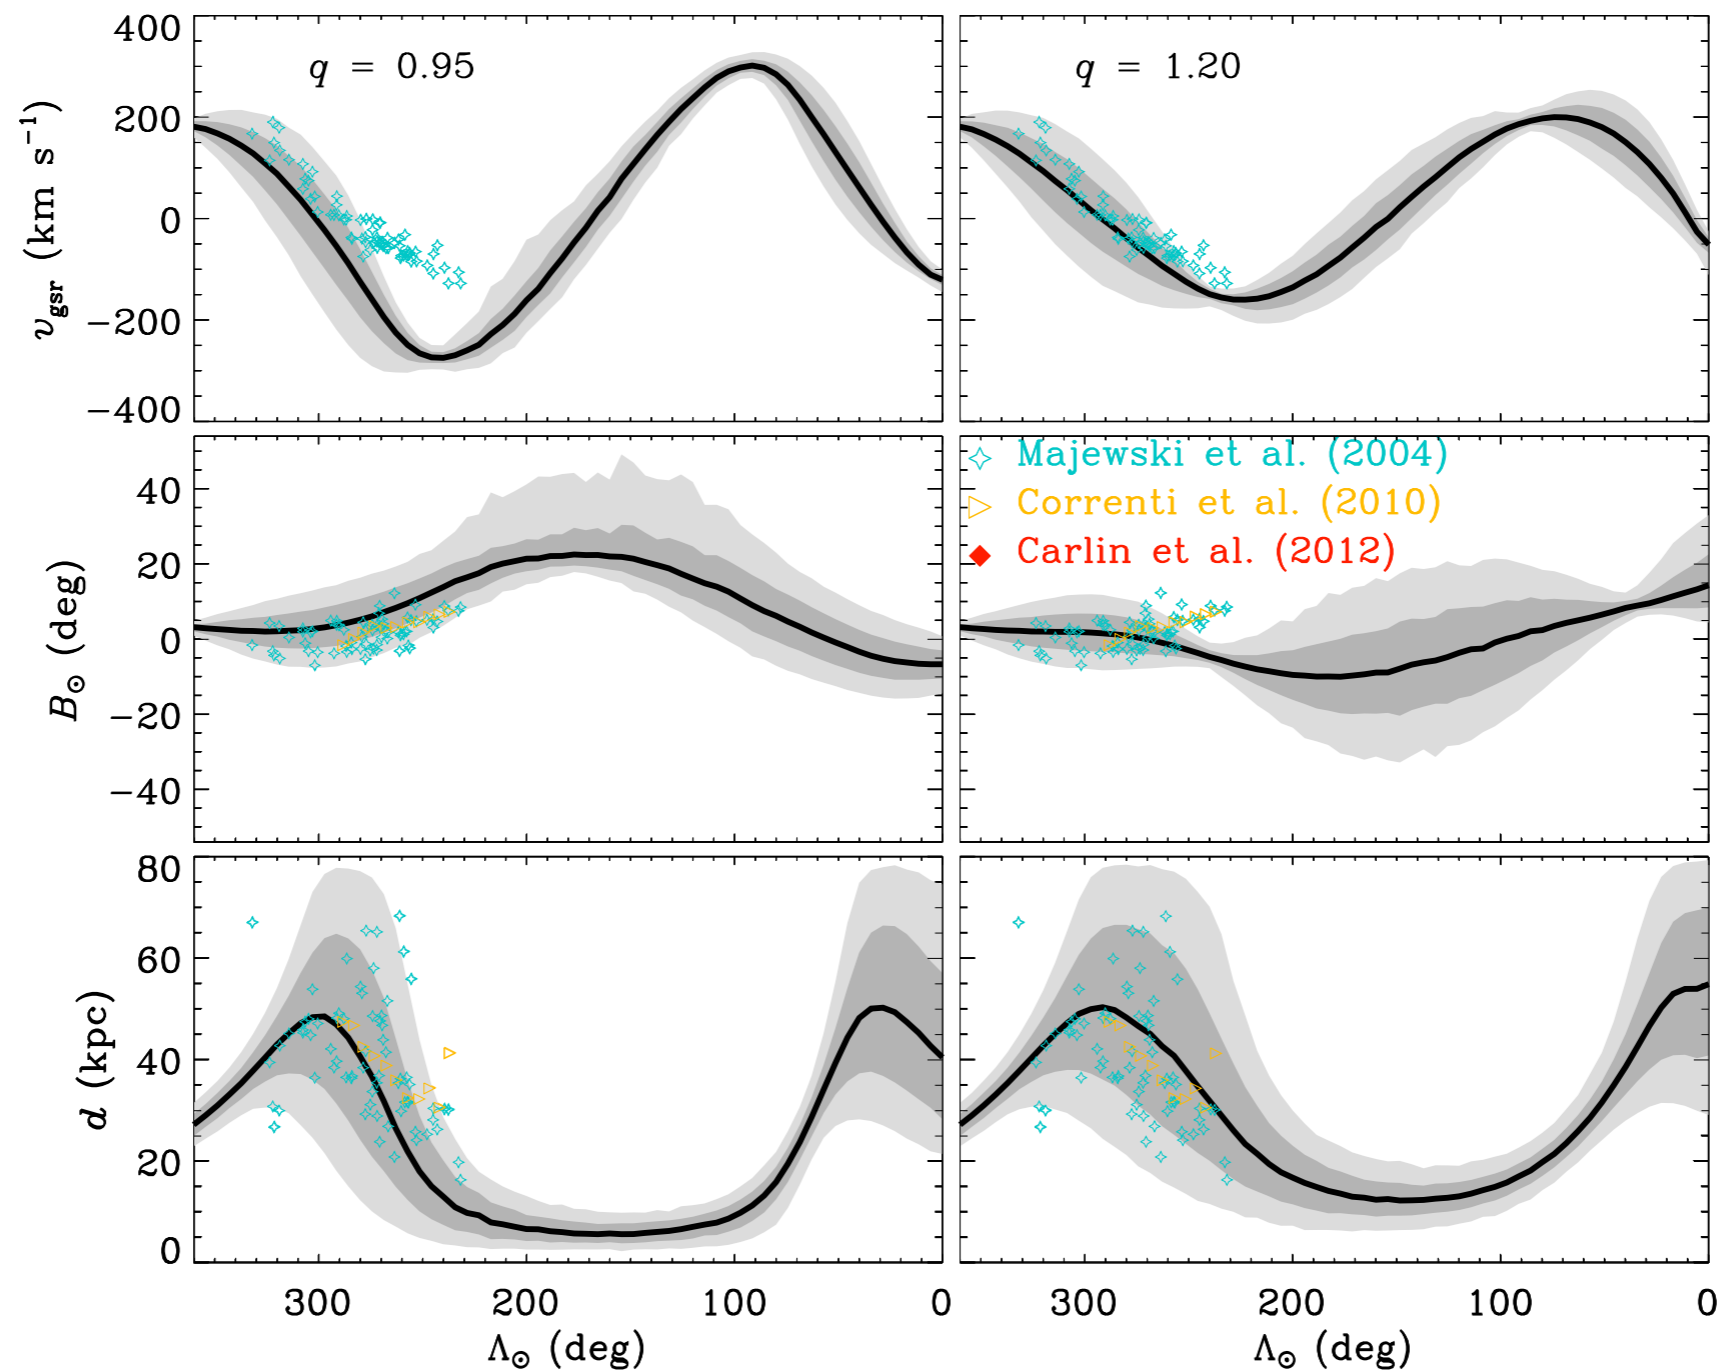 q = 0.95
q = 1.20
400
200
0
−200
−400
υgsr (km s−1)
Majewski et al. (2004)
Correnti et al. (2010)
Carlin et al. (2012)
40
20
0
−20
−40
B⊙ (deg)
80
60
40
20
0
d (kpc)
300 200 100 0
300 200 100 0
Λ⊙ (deg)
Λ⊙ (deg)